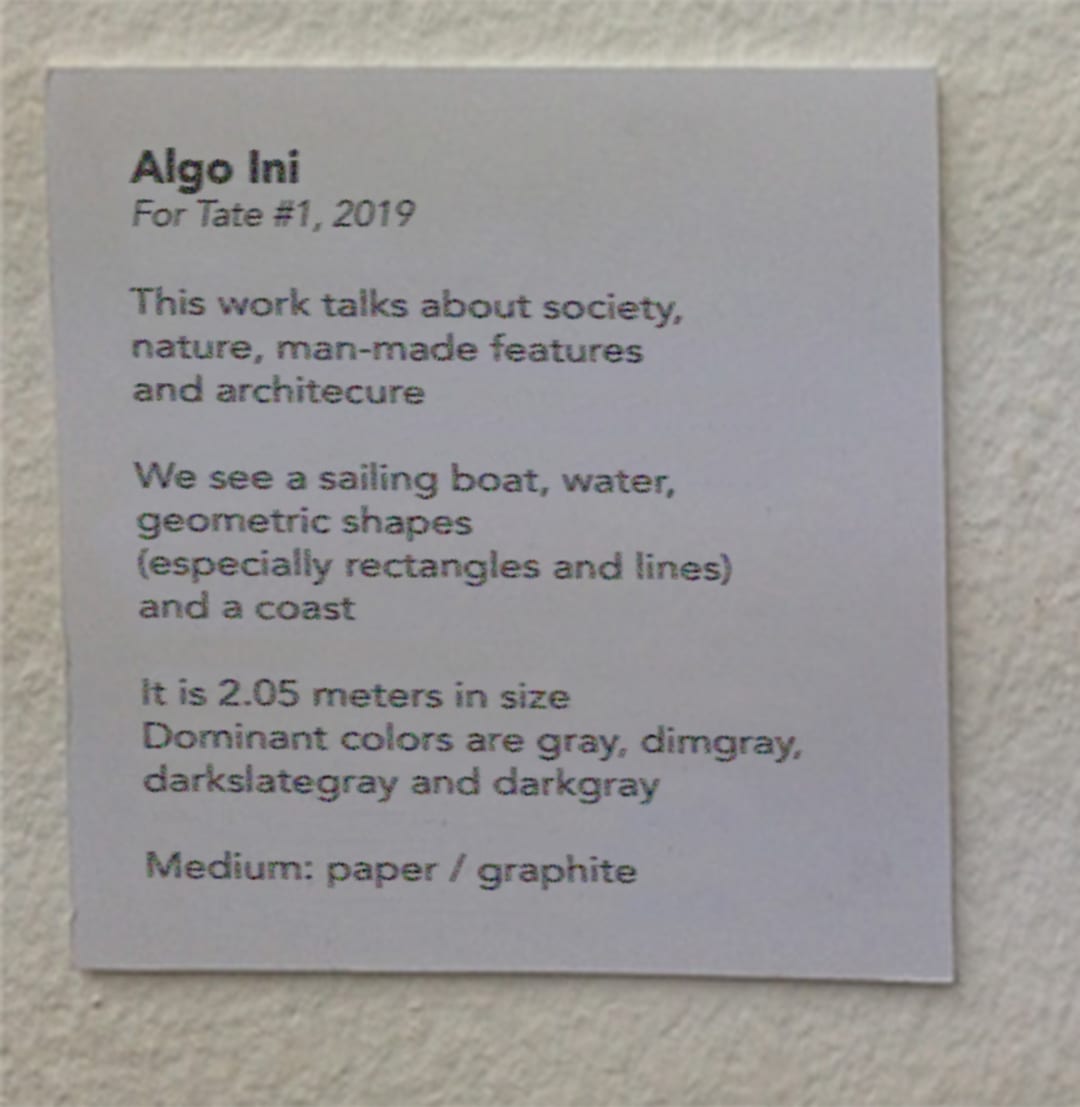 Algo Ini
For Tate #1, 2019
This work talks about society,
nature, man-made features
and architecure
We see a sailing boat, water,
geometric shapes
(especially rectangles and lines)
and a coast
It is 2.05 meters in size
Dominant colors are gray, dimgray,
darkslategray and darkgray
Medium: paper / graphite